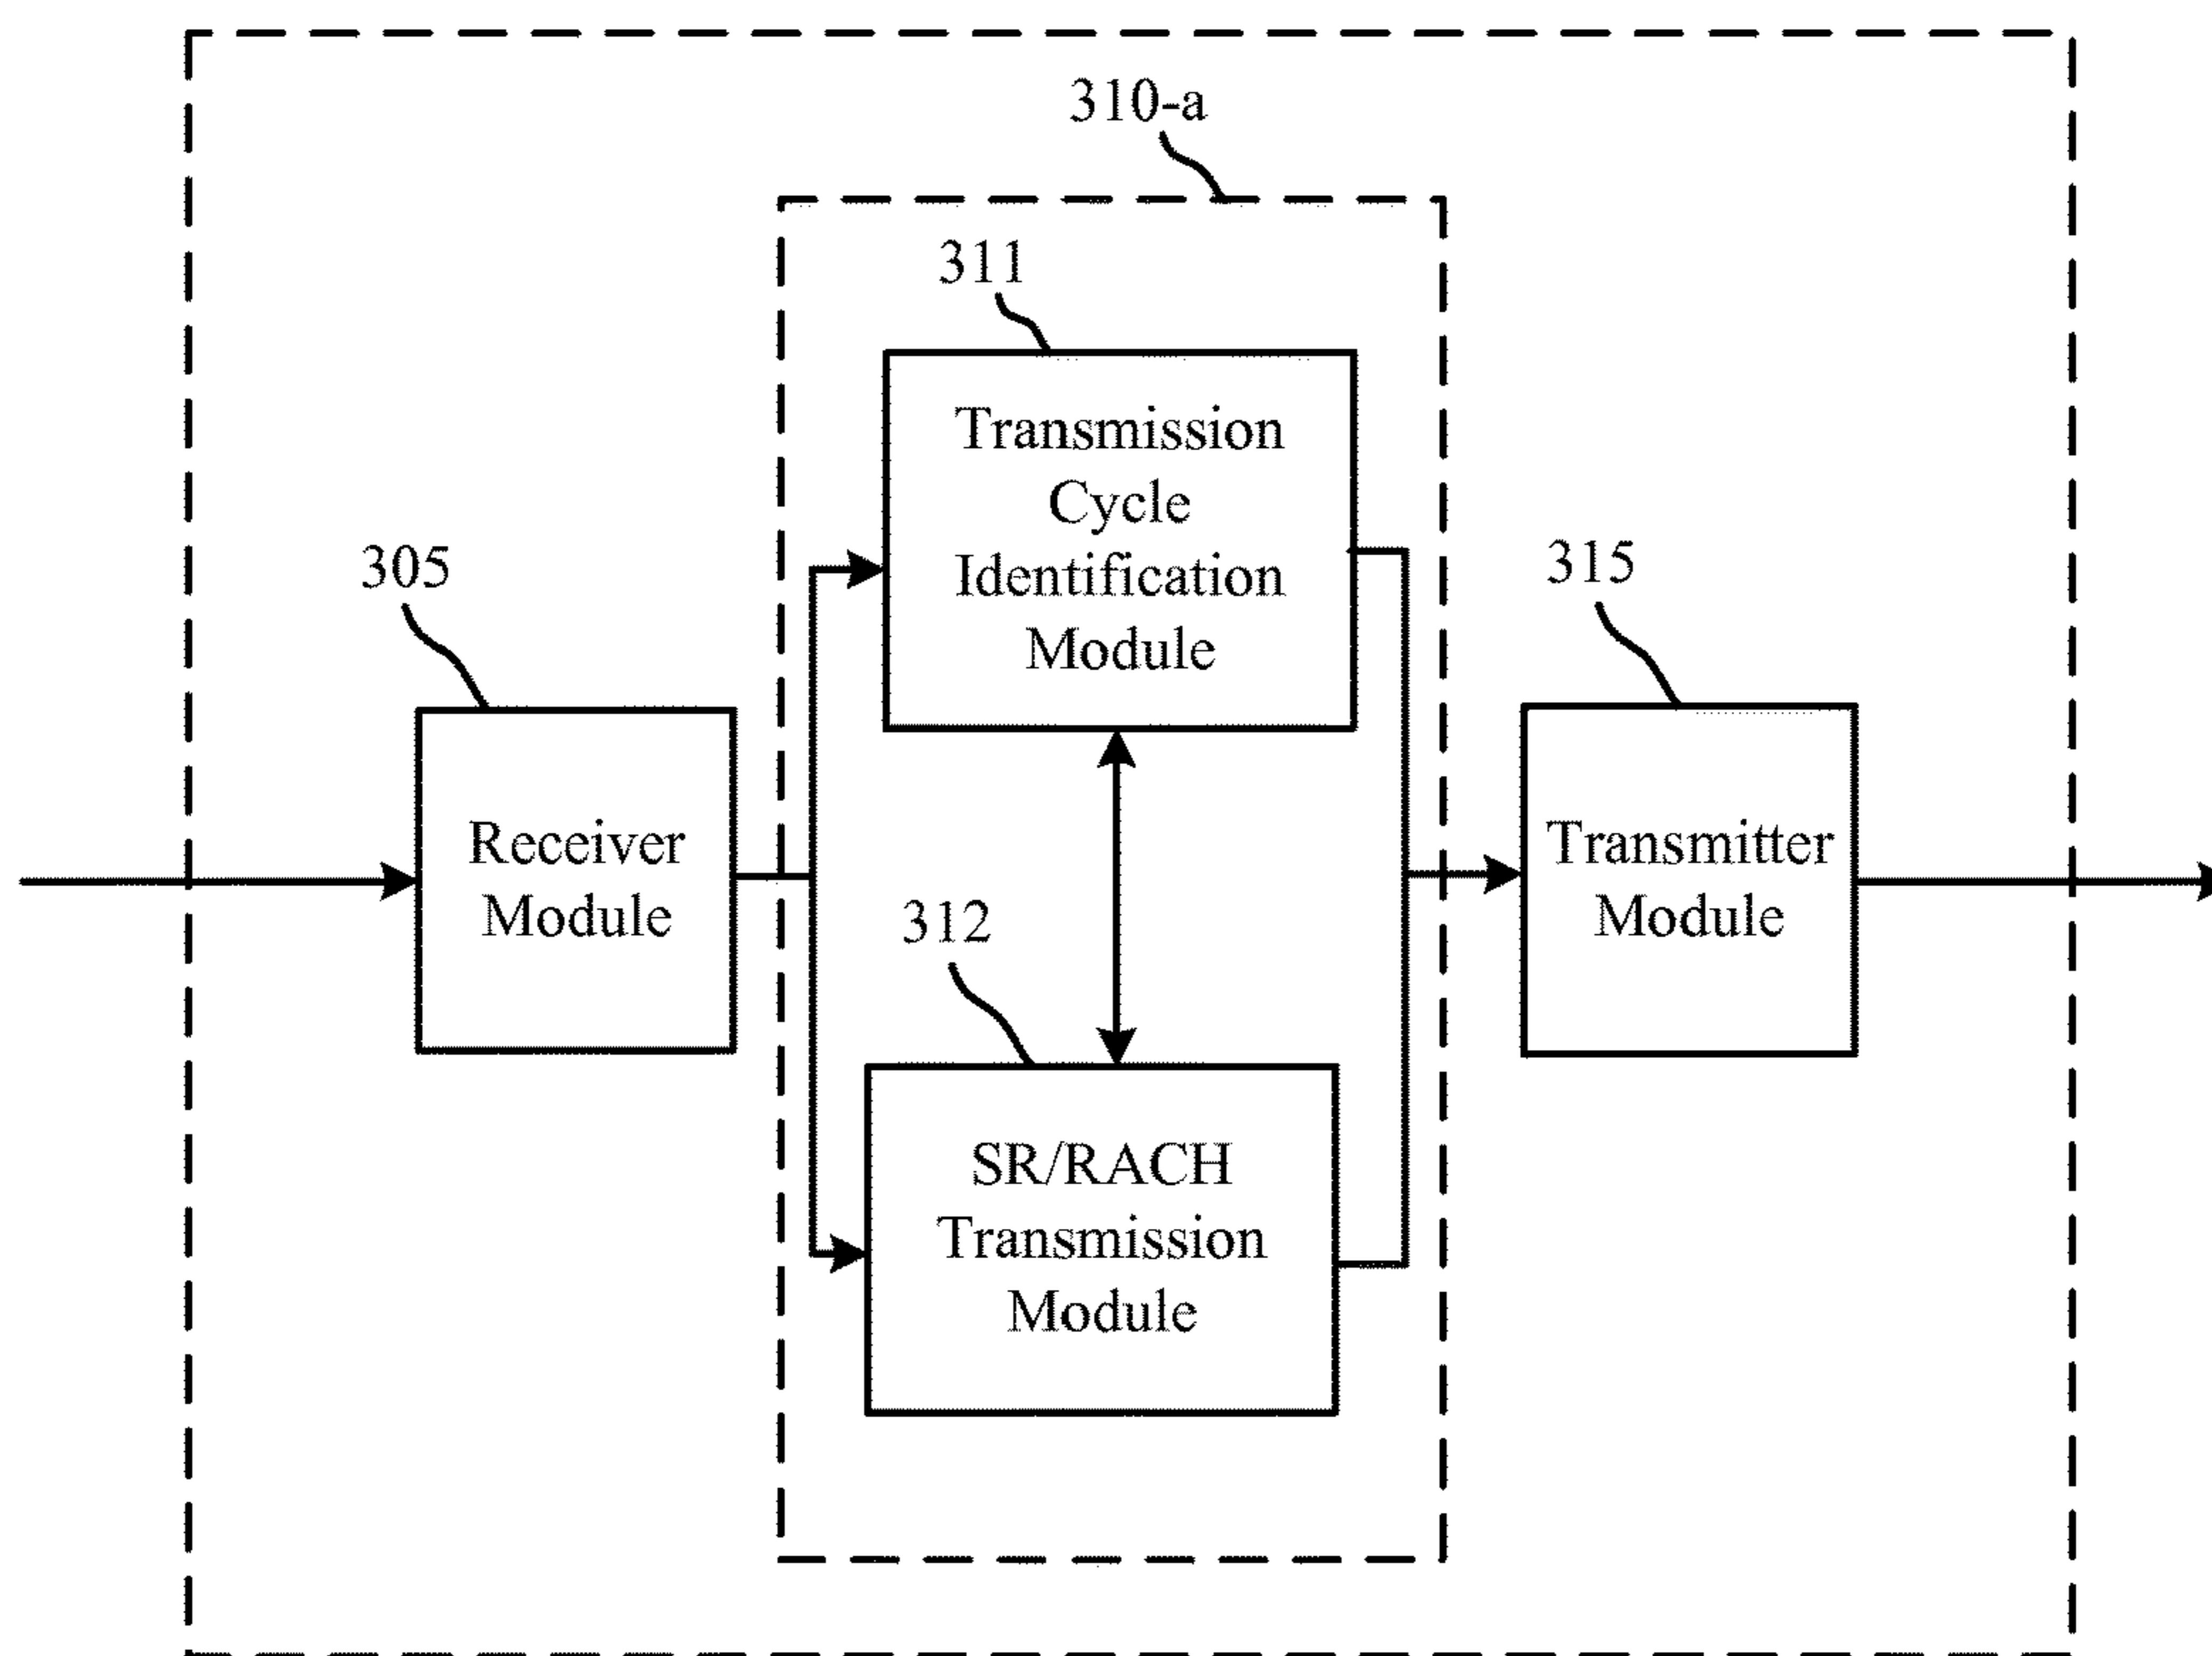 310-a
311
Transmission
Cycle
Identification
Module
305
Receiver
Module
315
Transmitter
Module
312
SR/RACH
Transmission
Module